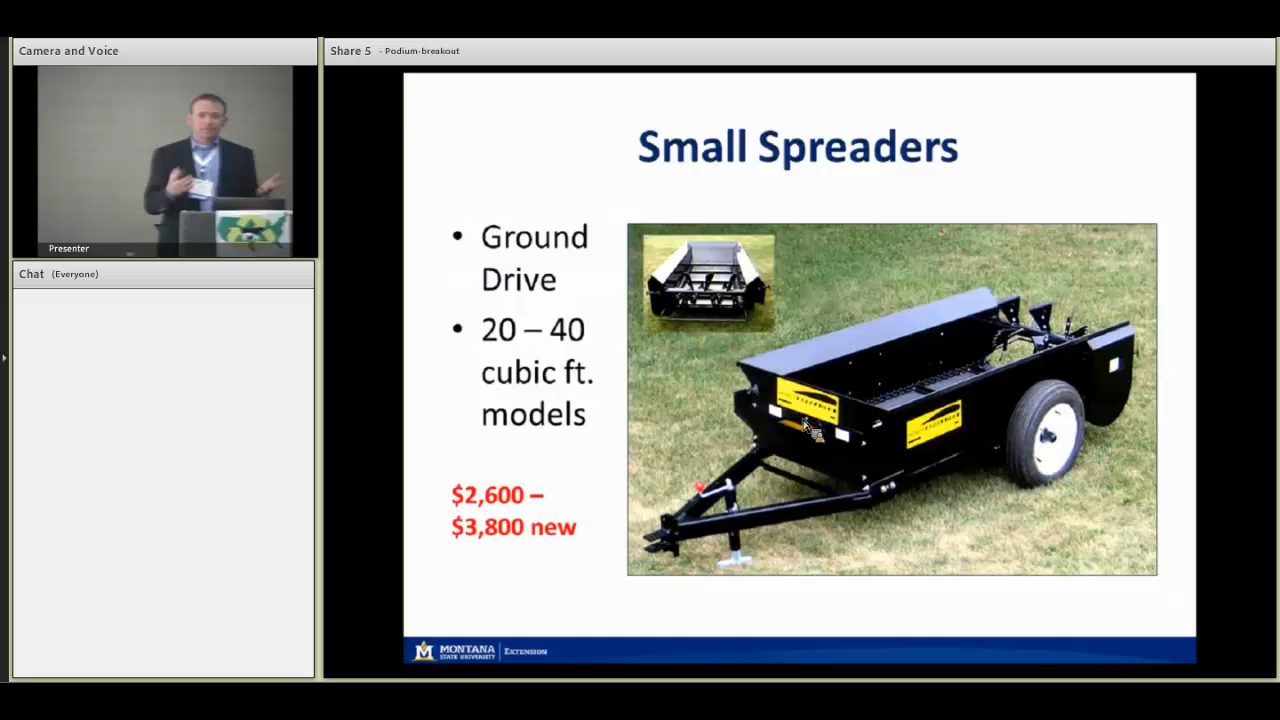 Camera and Voice
Share 5 - Podium-breakout
Presenter
Chat (Everyone)
Small Spreaders
• Ground
Drive
• 20 – 40
cubic ft.
models
$2,600 –
$3,800 new
M MONTANA
STATE UNIVERSITY
EXTENSION